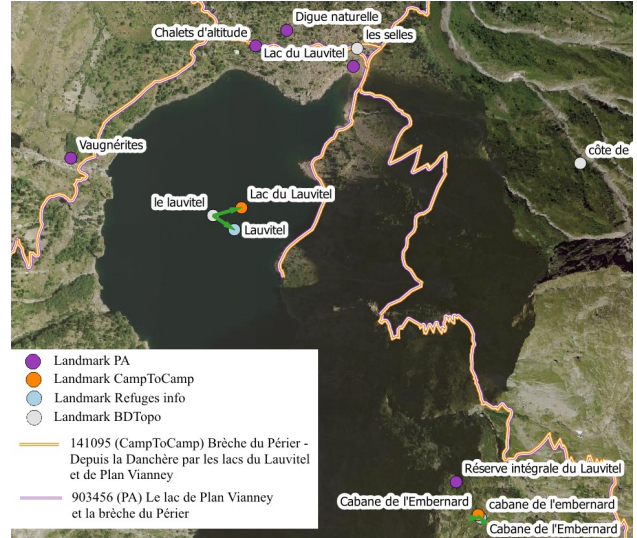 Digue naturelle
Chalets d'altitude
les selles
Lac du Lauvitel
Vaugnérites
côte de
Lac du Lauvitel
le lauvitel
Lauvitel
Landmark PA
Landmark CampToCamp
Landmark Refuges info
Landmark BDTopo
141095 (CampToCamp) Brèche du Périer -
Depuis la Danchère par les lacs du Lauvitel
et de Plan Vianney
903456 (PA) Le lac de Plan Vianney
et la brèche du Périer
Réserve intégrale du Lauvitel
Cabane de l'Embernard
cabane de l'embernard
Cabane de l'Embernard